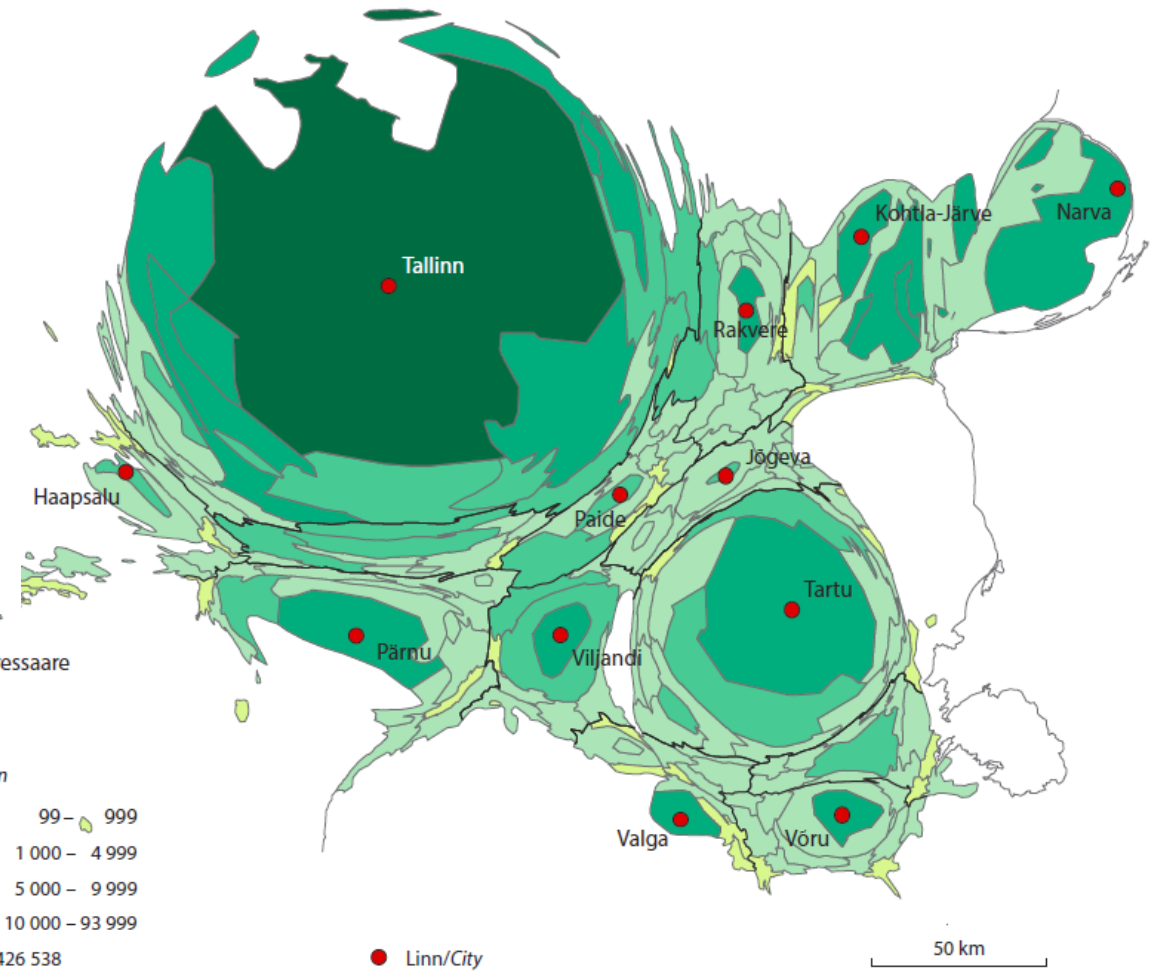 Tallinn
Kohtla-Järve
Narva
Rakvere
Jõgeva
Haapsalu
Paide
Tartu
Pärnu
Viljandi
essaare
n
99 – 999
1 000 – 4 999
5 000 – 9 999
10 000 – 93 999
426 538
Valga
Võru
Linn/City
50 km